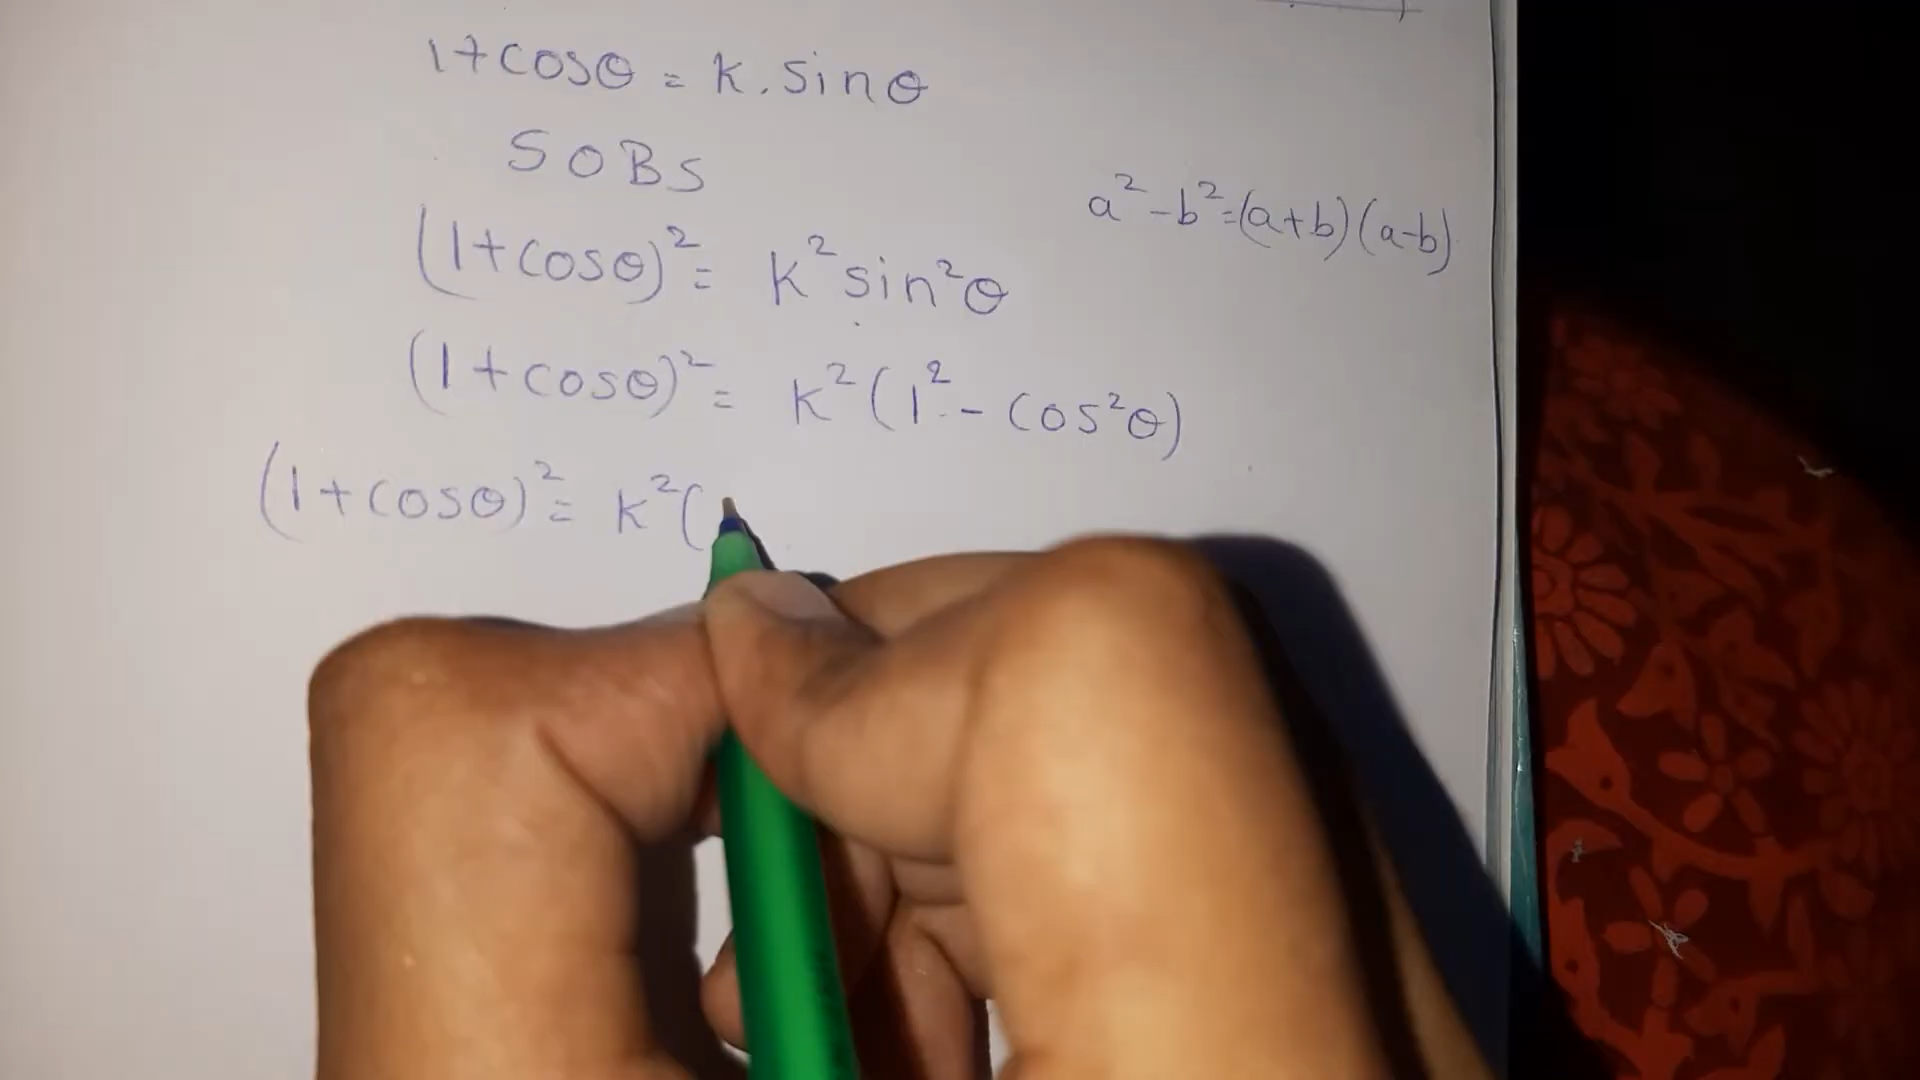 1+cosθ = K.sinθ
SOBS
a²-b²=(a+b)(a-b)
(1+cosθ)² = K²sin²θ
(1+cosθ)² = K²(1²-cos²θ)
(1+cosθ)² = K²(